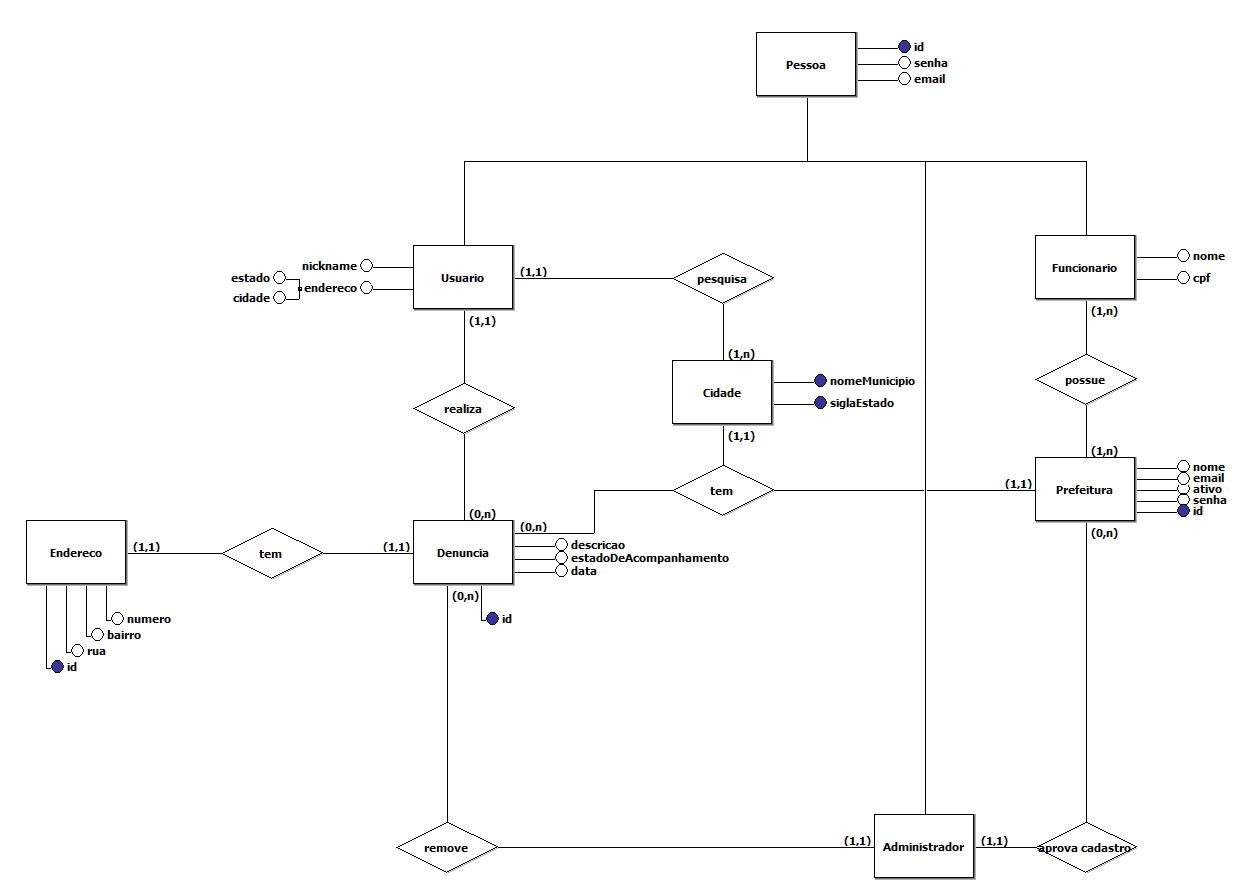 Pessoa
id
senha
email
Usuario
nickname
endereco
estado
cidade
(1,1)
pesquisa
(1,1)
(1,n)
Funcionario
nome
cpf
(1,n)
realiza
Cidade
nomeMunicipio
siglaEstado
(1,1)
possue
(1,n)
tem
(1,1)
Prefeitura
nome
email
ativo
senha
id
(0,n)
(0,n)
(0,n)
Endereco
(1,1)
tem
(1,1)
Denuncia
descricao
estadoDeAcompanhamento
data
(0,n)
id
numero
bairro
rua
id
remove
(1,1)
Administrador
(1,1)
aprova cadastro